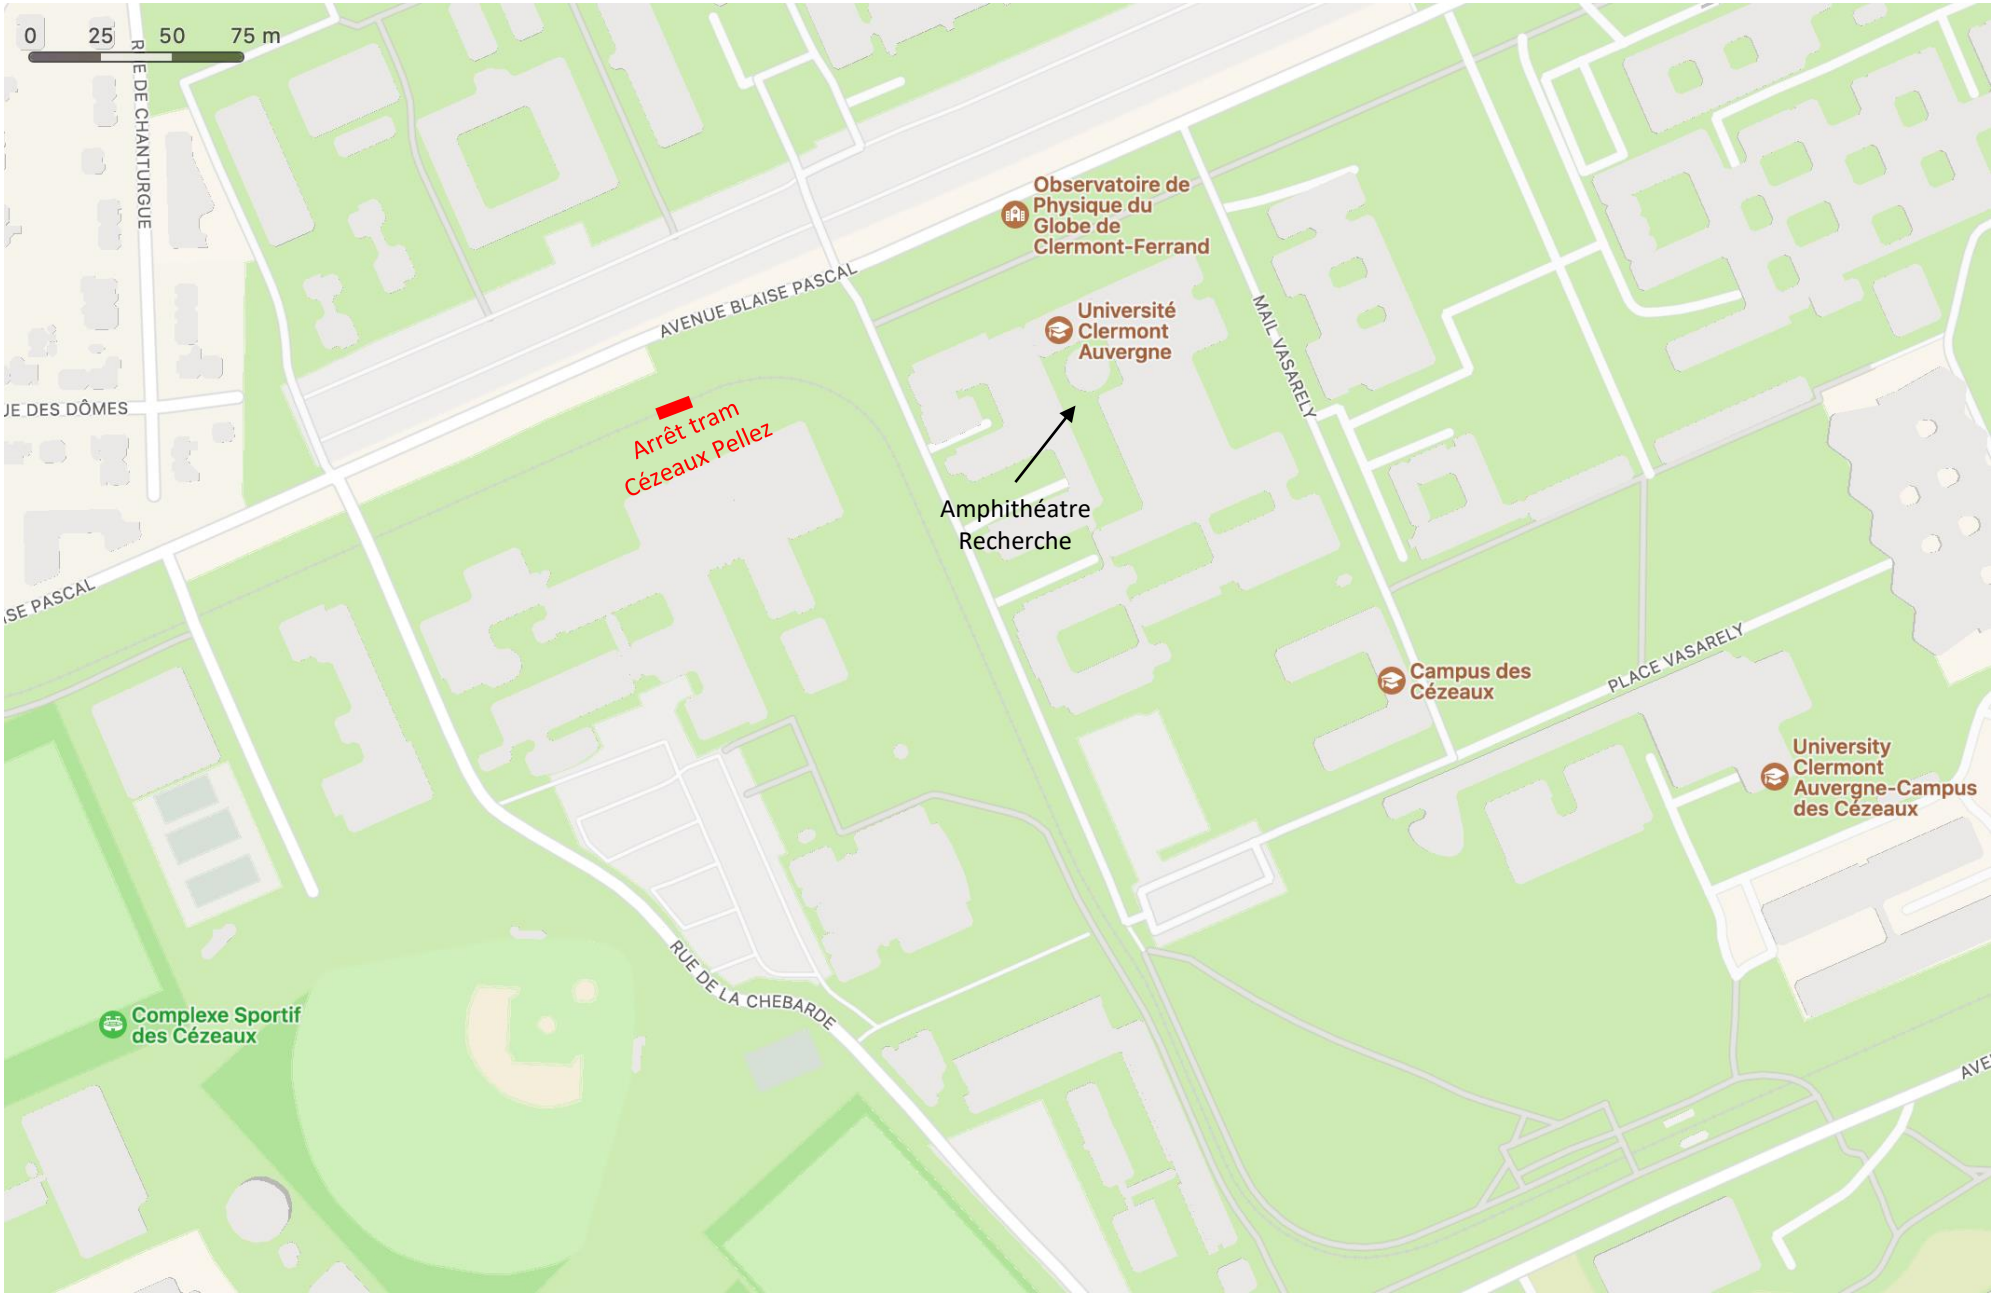 0 25 50 75 m
RUE DE CHANTURGUE
Observatoire de
Physique du
Globe de
Clermont-Ferrand
AVENUE BLAISE PASCAL
Université
Clermont
Auvergne
MAIL VASARELY
UE DES DÔMES
Arrêt tram
Cézeaux Pellez
Amphithéatre
Recherche
ISE PASCAL
Campus des
Cézeaux
PLACE VASARELY
University
Clermont
Auvergne-Campus
des Cézeaux
RUE DE LA CHEBARDE
Complexe Sportif
des Cézeaux
AVE